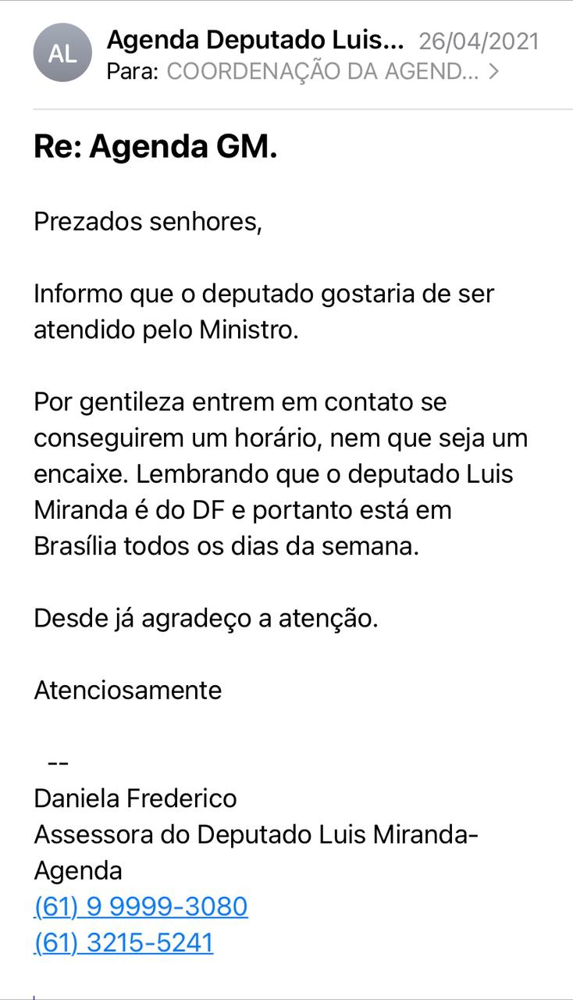 AL
Agenda Deputado Luis... 26/04/2021
Para: COORDENAÇÃO DA AGEND... >
Re: Agenda GM.
Prezados senhores,
Informo que o deputado gostaria de ser
atendido pelo Ministro.
Por gentileza entrem em contato se
conseguirem um horário, nem que seja um
encaixe. Lembrando que o deputado Luis
Miranda é do DF e portanto está em
Brasília todos os dias da semana.
Desde já agradeço a atenção.
Atenciosamente
--
Daniela Frederico
Assessora do Deputado Luis Miranda-
Agenda
(61) 9 9999-3080
(61) 3215-5241